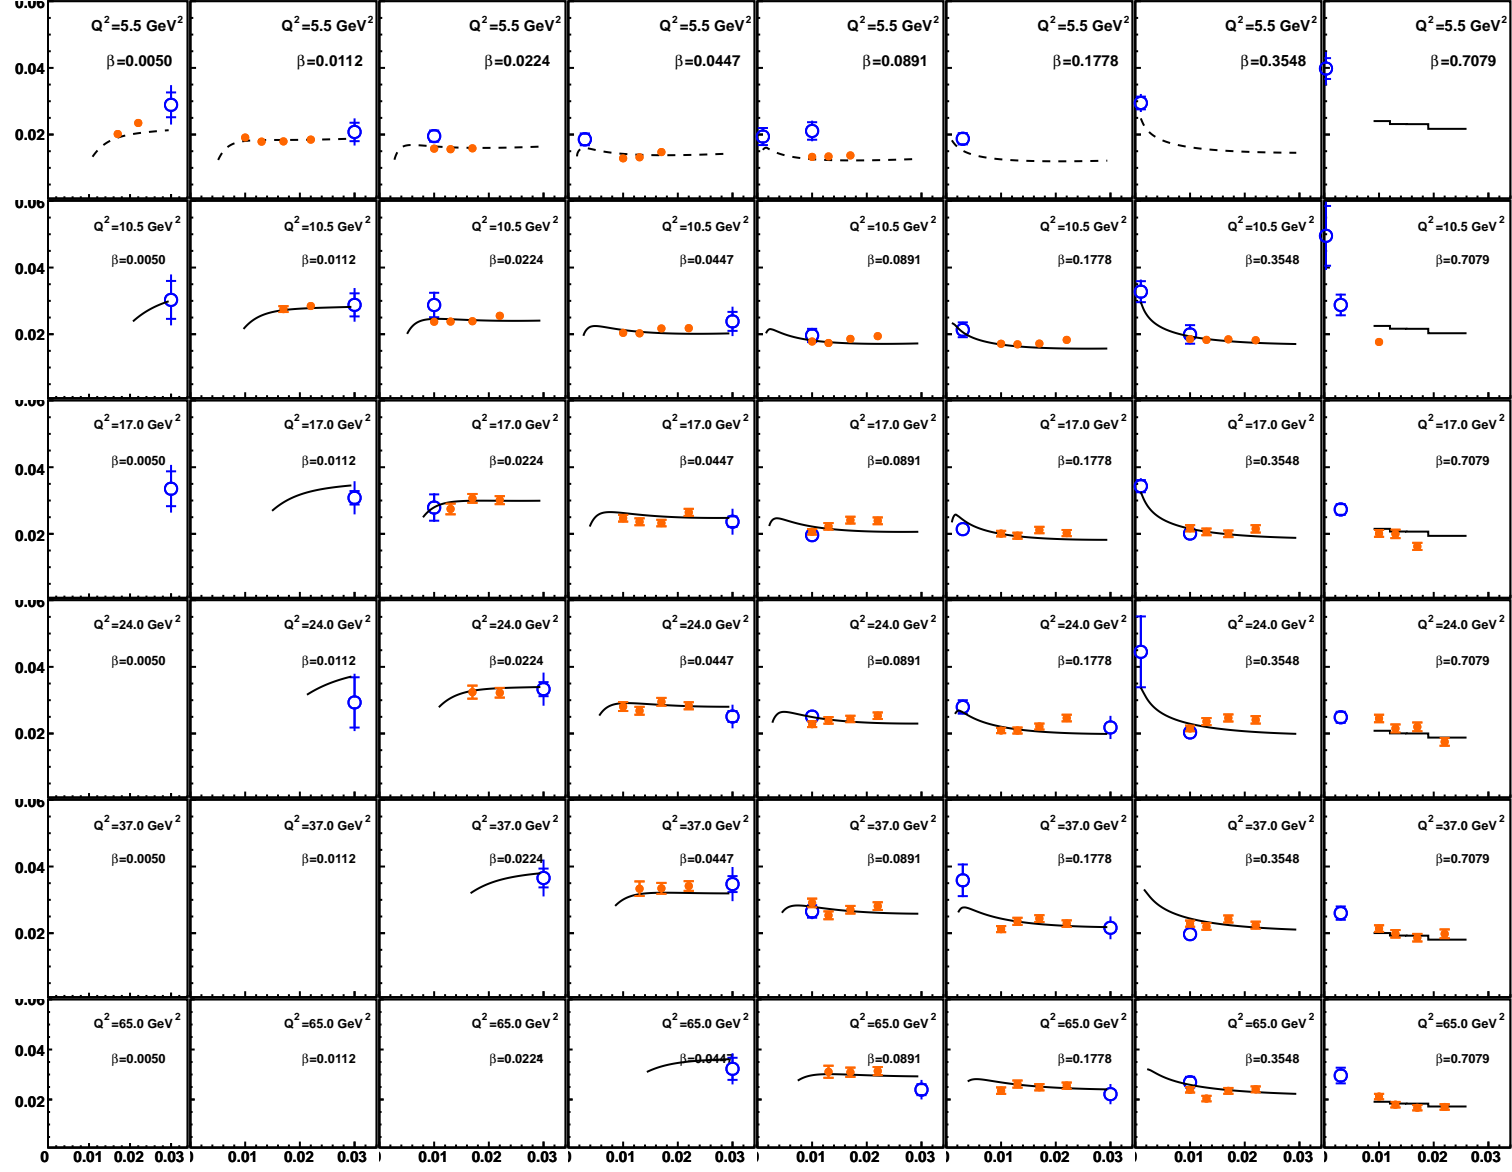 0.06
Q²=5.5 GeV² Q²=5.5 GeV² Q²=5.5 GeV² Q²=5.5 GeV² Q²=5.5 GeV² Q²=5.5 GeV² Q²=5.5 GeV² Q²=5.5 GeV²
β=0.0050 β=0.0112 β=0.0224 β=0.0447 β=0.0891 β=0.1778 β=0.3548 β=0.7079
0.04
0.02
0.06
Q²=10.5 GeV² Q²=10.5 GeV² Q²=10.5 GeV² Q²=10.5 GeV² Q²=10.5 GeV² Q²=10.5 GeV² Q²=10.5 GeV² Q²=10.5 GeV²
β=0.0050 β=0.0112 β=0.0224 β=0.0447 β=0.0891 β=0.1778 β=0.3548 β=0.7079
0.04
0.02
0.06
Q²=17.0 GeV² Q²=17.0 GeV² Q²=17.0 GeV² Q²=17.0 GeV² Q²=17.0 GeV² Q²=17.0 GeV² Q²=17.0 GeV² Q²=17.0 GeV²
β=0.0050 β=0.0112 β=0.0224 β=0.0447 β=0.0891 β=0.1778 β=0.3548 β=0.7079
0.04
0.02
0.06
Q²=24.0 GeV² Q²=24.0 GeV² Q²=24.0 GeV² Q²=24.0 GeV² Q²=24.0 GeV² Q²=24.0 GeV² Q²=24.0 GeV² Q²=24.0 GeV²
β=0.0050 β=0.0112 β=0.0224 β=0.0447 β=0.0891 β=0.1778 β=0.3548 β=0.7079
0.04
0.02
0.06
Q²=37.0 GeV² Q²=37.0 GeV² Q²=37.0 GeV² Q²=37.0 GeV² Q²=37.0 GeV² Q²=37.0 GeV² Q²=37.0 GeV² Q²=37.0 GeV²
β=0.0050 β=0.0112 β=0.0224 β=0.0447 β=0.0891 β=0.1778 β=0.3548 β=0.7079
0.04
0.02
0.06
Q²=65.0 GeV² Q²=65.0 GeV² Q²=65.0 GeV² Q²=65.0 GeV² Q²=65.0 GeV² Q²=65.0 GeV² Q²=65.0 GeV² Q²=65.0 GeV²
β=0.0050 β=0.0112 β=0.0224 β=0.0447 β=0.0891 β=0.1778 β=0.3548 β=0.7079
0.04
0.02
0 0.01 0.02 0.03 0.01 0.02 0.03 0.01 0.02 0.03 0.01 0.02 0.03 0.01 0.02 0.03 0.01 0.02 0.03 0.01 0.02 0.03 0.01 0.02 0.03